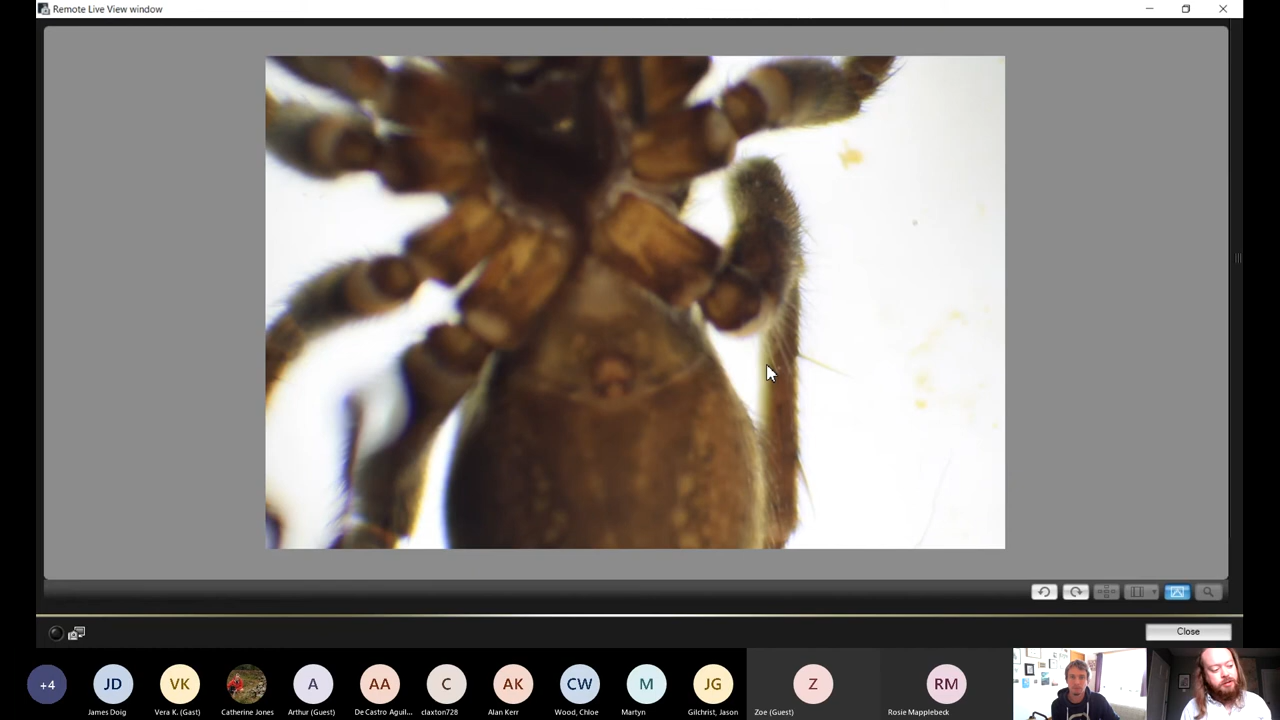 Remote Live View window
Close
+4
JD
VK
A
AA
C
AK
CW
M
JG
Z
RM
James Doig
Vera K. (Gast)
Catherine Jones
Arthur (Guest)
De Castro Aguil...
claxton728
Alan Kerr
Wood, Chloe
Martyn
Gilchrist, Jason
Zoe (Guest)
Rosie Mapplebeck